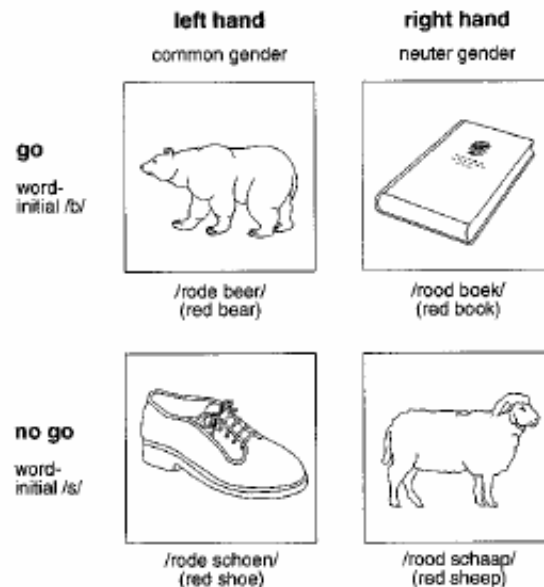 left hand
right hand
common gender
neuter gender
go
word-
initial /b/
/rode beer/
(red bear)
/rood boek/
(red book)
no go
word-
initial /s/
/rode schoen/
(red shoe)
/rood schaap/
(red sheep)